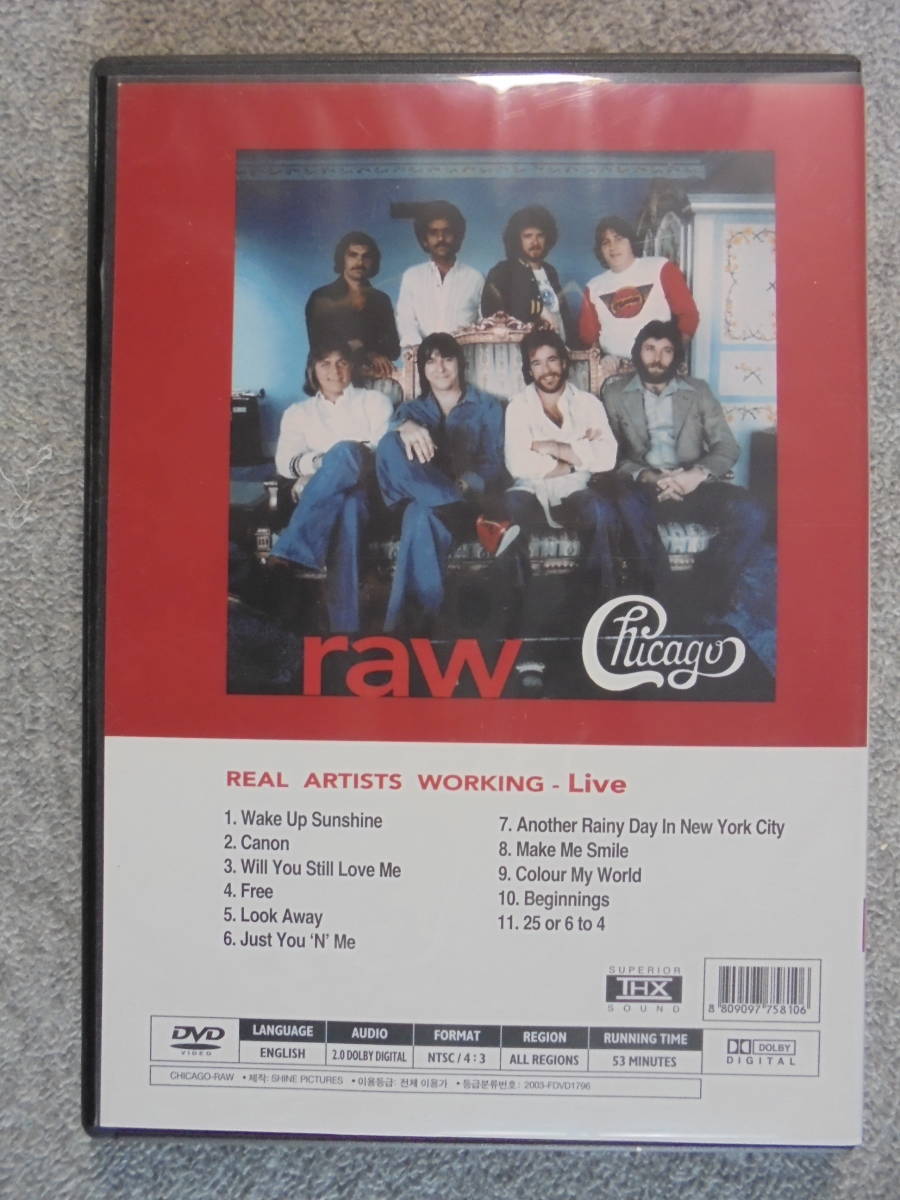 raw
Chicago
REAL ARTISTS WORKING - Live
1. Wake Up Sunshine
2. Canon
3. Will You Still Love Me
4. Free
5. Look Away
6. Just You ‘N’ Me
7. Another Rainy Day In New York City
8. Make Me Smile
9. Colour My World
10. Beginnings
11. 25 or 6 to 4
SUPERIOR
THX
SOUND
8 809097 758106
DVD
VIDEO
LANGUAGE
ENGLISH
AUDIO
2.0 DOLBY DIGITAL
FORMAT
NTSC / 4 : 3
REGION
ALL REGIONS
RUNNING TIME
53 MINUTES
DOLBY
DIGITAL
CHICAGO-RAW • 제작: SHINE PICTURES • 이용등급: 전체 이용가 • 등급분류번호: 2003-FDVD1796